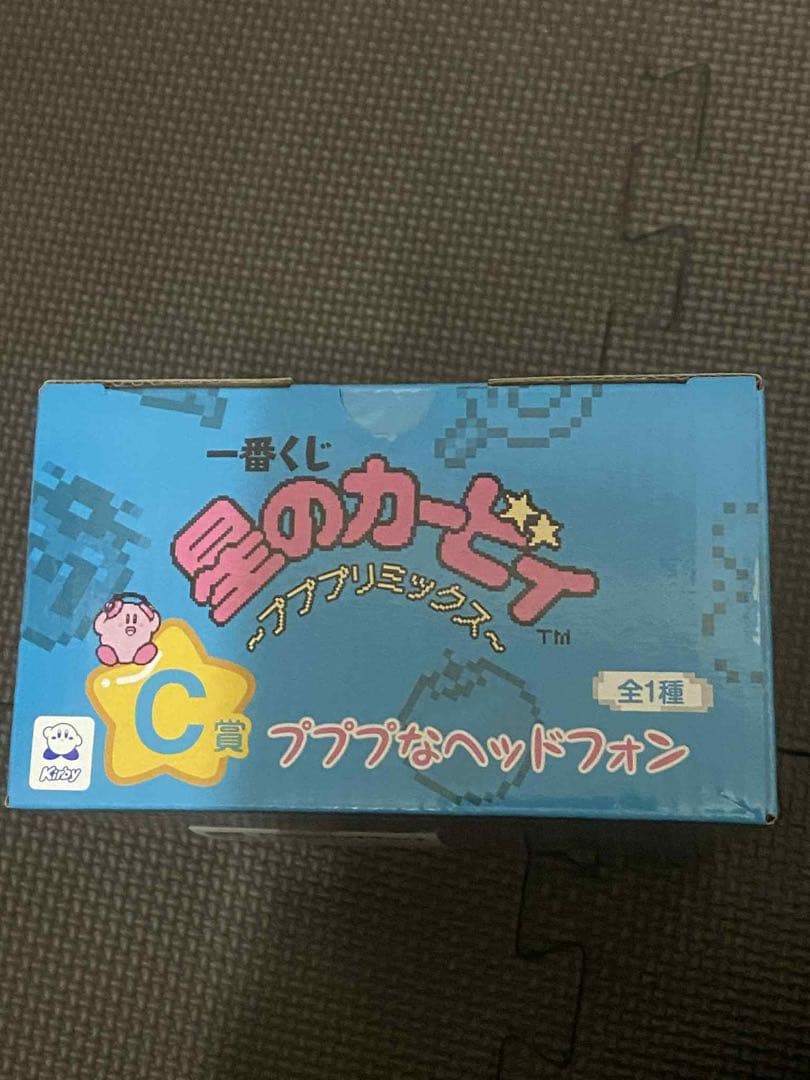 一番くじ
星のカービィ
～プププリミックス～
TM
C賞
全1種
プププなヘッドフォン
Kirby